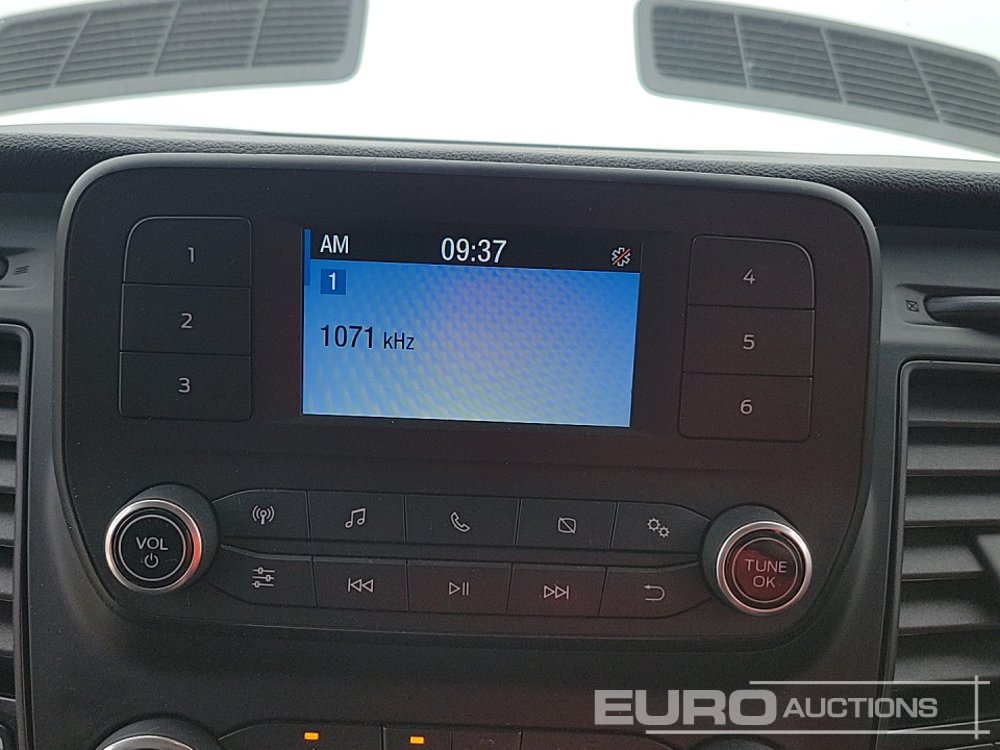 AM 09:37
1
1071 kHz
1
2
3
4
5
6
VOL
TUNE
OK
EURO AUCTIONS